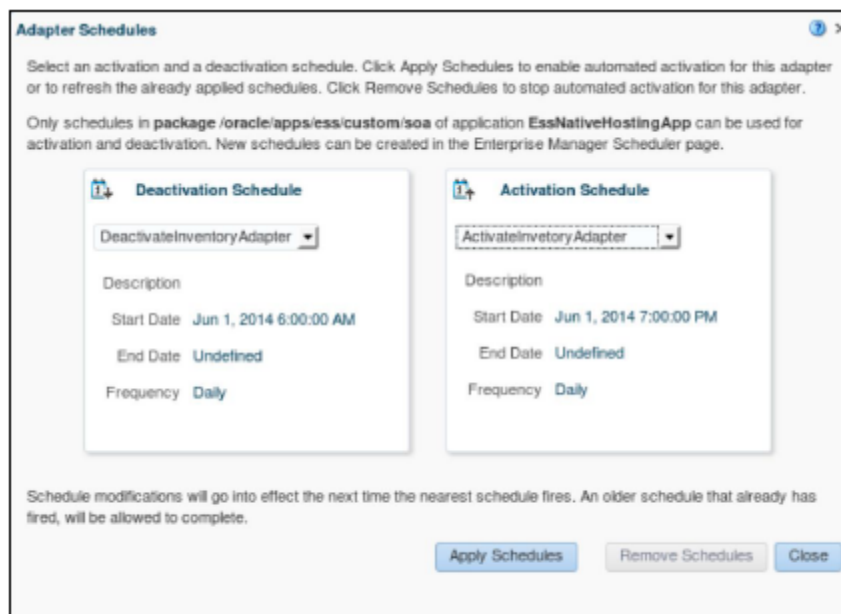 Adapter Schedules
Select an activation and a deactivation schedule. Click Apply Schedules to enable automated activation for this adapter
or to refresh the already applied schedules. Click Remove Schedules to stop automated activation for this adapter.
Only schedules in package /oracle/apps/ess/custom/soa of application EssNativeHostingApp can be used for
activation and deactivation. New schedules can be created in the Enterprise Manager Scheduler page.
Deactivation Schedule
DeactivateInventoryAdapter
Description
Start Date Jun 1, 2014 6:00:00 AM
End Date Undefined
Frequency Daily
Activation Schedule
ActivateInvetoryAdapter
Description
Start Date Jun 1, 2014 7:00:00 PM
End Date Undefined
Frequency Daily
Schedule modifications will go into effect the next time the nearest schedule fires. An older schedule that already has
fired, will be allowed to complete.
Apply Schedules Remove Schedules Close